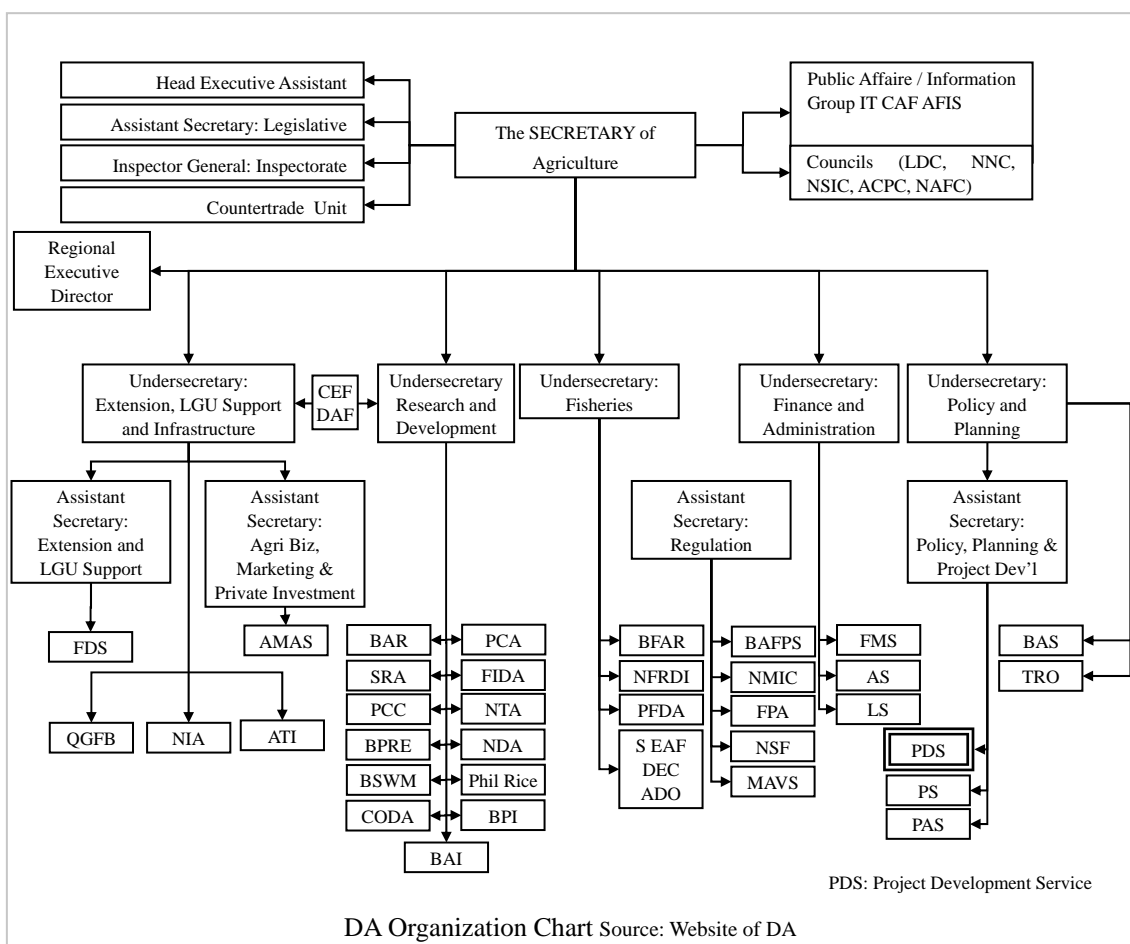 Head Executive Assistant
Assistant Secretary: Legislative
Inspector General: Inspectorate
Countertrade Unit
The SECRETARY of
Agriculture
Public Affaire / Information
Group IT CAF AFIS
Councils (LDC, NNC,
NSIC, ACPC, NAFC)
Regional
Executive
Director
Undersecretary:
Extension, LGU Support
and Infrastructure
CEF
DAF
Undersecretary
Research and
Development
Undersecretary:
Fisheries
Undersecretary:
Finance and
Administration
Undersecretary:
Policy and
Planning
Assistant
Secretary:
Extension and
LGU Support
Assistant
Secretary:
Agri Biz,
Marketing &
Private Investment
Assistant
Secretary:
Regulation
Assistant
Secretary:
Policy, Planning &
Project Dev'l
FDS
AMAS
QGFB
NIA
ATI
BAR
PCA
SRA
FIDA
PCC
NTA
BPRE
NDA
BSWM
Phil Rice
CODA
BPI
BAI
BFAR
NFRDI
PFDA
S EAF
DEC
ADO
BAFPS
NMIC
FPA
NSF
MAVS
FMS
AS
LS
BAS
TRO
PDS
PS
PAS
PDS: Project Development Service
DA Organization Chart Source: Website of DA